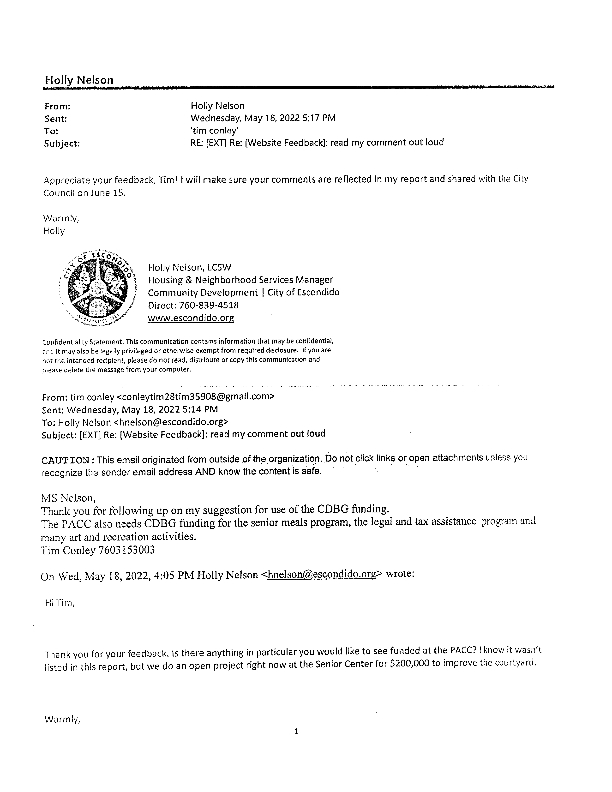 Holly Nelson
From: Holly Nelson
Sent: Wednesday, May 18, 2022 5:17 PM
To: 'tim conley'
Subject: RE: [EXT] Re: [Website Feedback]: read my comment out loud
Appreciate your feedback, Tim! I will make sure your comments are reflected in my report and shared with the City
Council on June 15.
Warmly,
Holly
CITY OF ESCONDIDO
Holly Nelson, LCSW
Housing & Neighborhood Services Manager
Community Development | City of Escondido
Direct: 760-839-4518
www.escondido.org
Confidentiality Statement. This communication contains information that may be confidential,
and it may also be legally privileged or otherwise exempt from required disclosure. If you are
not the intended recipient, please do not read, distribute or copy this communication and
please delete the message from your computer.
From: tim conley <conleytim28tim35908@gmail.com>
Sent: Wednesday, May 18, 2022 5:14 PM
To: Holly Nelson <hnelson@escondido.org>
Subject: [EXT] Re: [Website Feedback]: read my comment out loud
CAUTION: This email originated from outside of the organization. Do not click links or open attachments unless you
recognize the sender email address AND know the content is safe.
MS Nelson,
Thank you for following up on my suggestion for use of the CDBG funding.
The PACC also needs CDBG funding for the senior meals program, the legal and tax assistance program and
many art and recreation activities.
Tim Conley 7603153003
On Wed, May 18, 2022, 4:05 PM Holly Nelson <hnelson@escondido.org> wrote:
Hi Tim,
Thank you for your feedback, is there anything in particular you would like to see funded at the PACC? I know it wasn't
listed in this report, but we do an open project right now at the Senior Center for $200,000 to improve the courtyard.
Warmly,
1